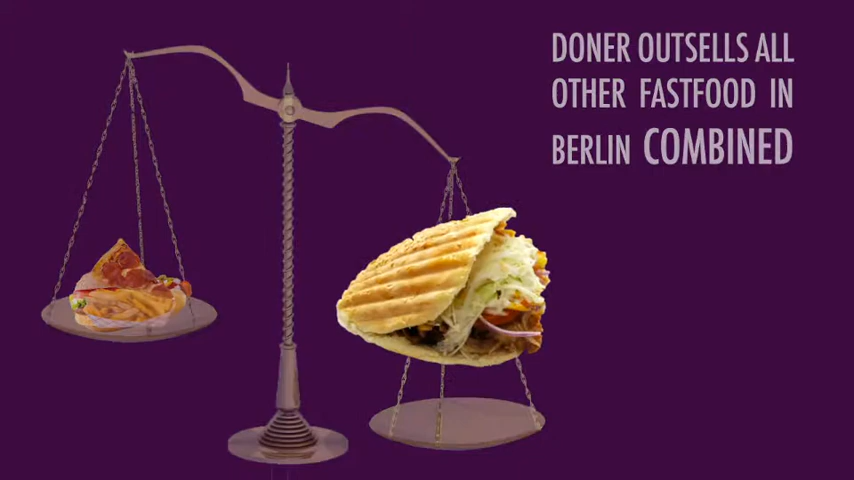 DONER OUTSELLS ALL
OTHER FASTFOOD IN
BERLIN COMBINED